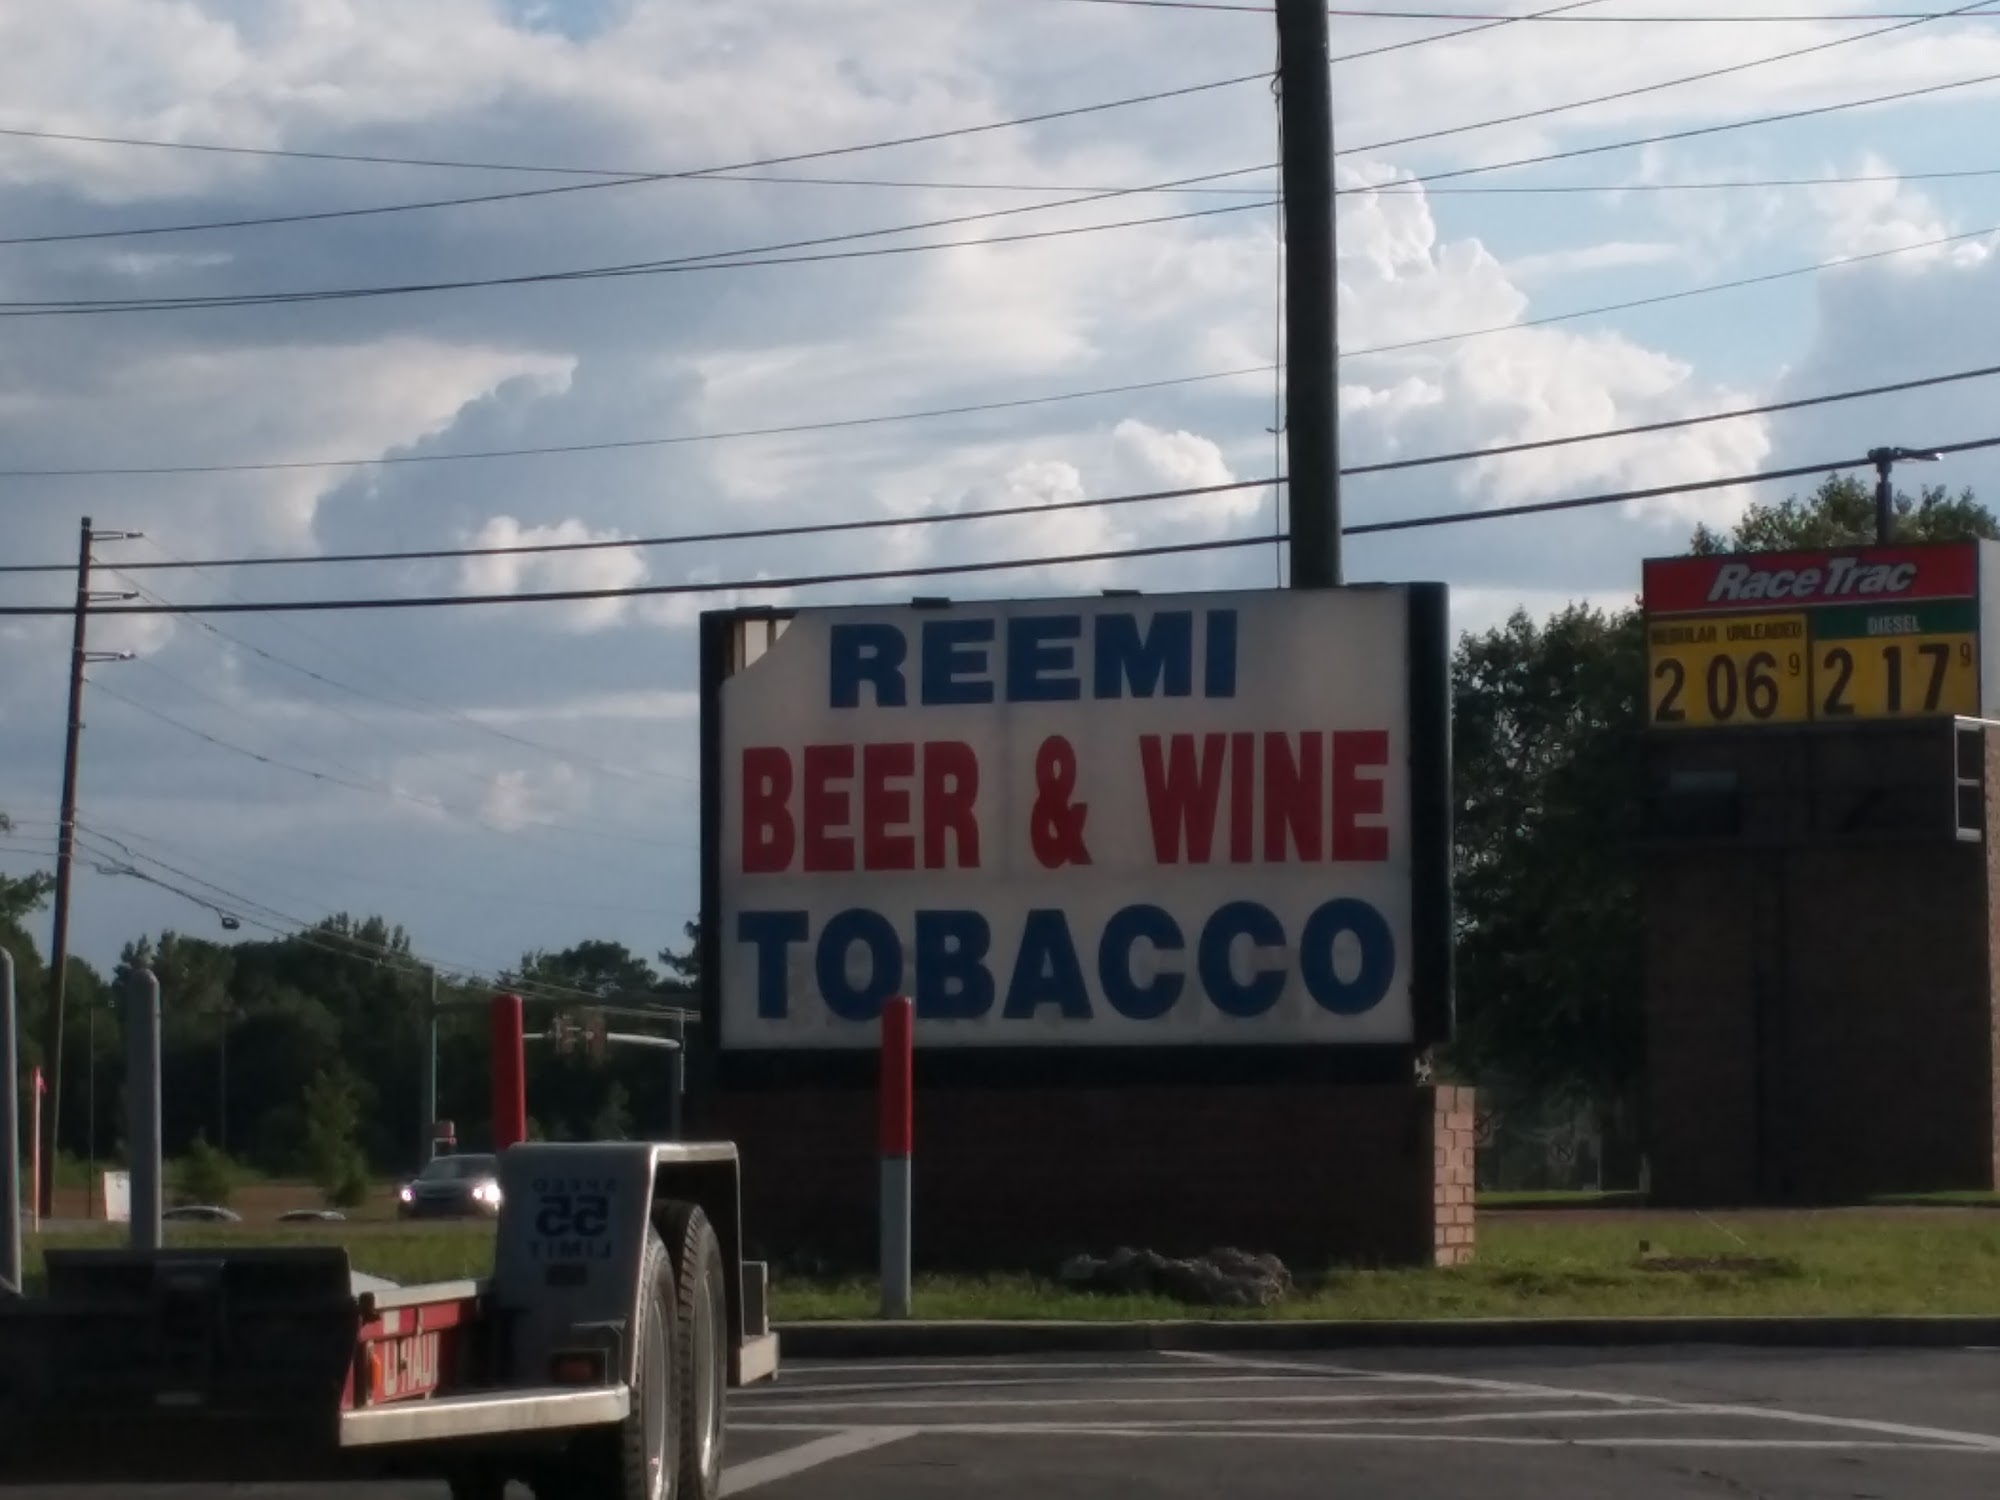 REEMI
BEER & WINE
TOBACCO
RaceTrac
REGULAR UNLEADED
2 06 9
DIESEL
2 17 9
SPEED
55
LIMIT
U-HAUL